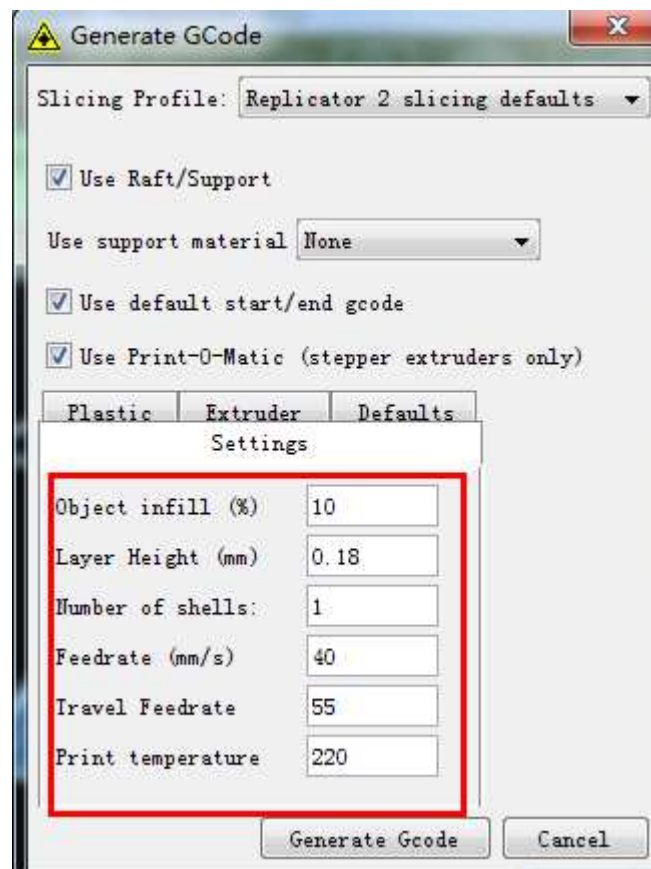 Generate GCode
Slicing Profile: Replicator 2 slicing defaults
Use Raft/Support
Use support material None
Use default start/end gcode
Use Print-O-Matic (stepper extruders only)
Plastic Extruder Defaults
Settings
Object infill (%) 10
Layer Height (mm) 0.18
Number of shells: 1
Feedrate (mm/s) 40
Travel Feedrate 55
Print temperature 220
Generate Gcode Cancel